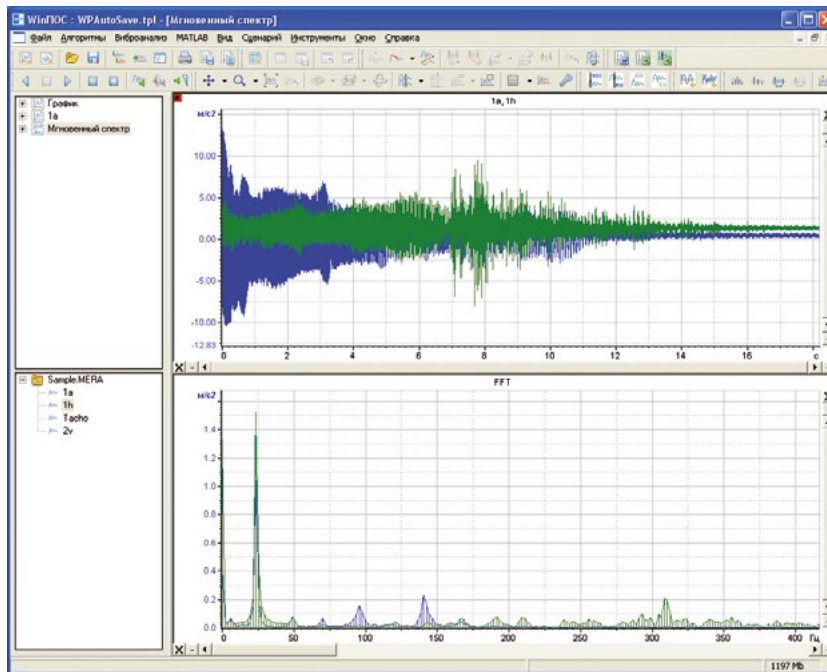 WinПОС : WPAutoSave.tpl - [Мгновенный спектр]
Файл Алгоритмы Виброанализ MATLAB Вид Сценарий Инструменты Окно Справка
График
1a
Мгновенный спектр
1a, 1h
м/с2
10.00
5.00
0.00
-5.00
-10.00
-12.83
0 2 4 6 8 10 12 14 16 с
Sample.MERA
1a
1h
Tacho
2v
FFT
м/с2
1.4
1.2
1.0
0.8
0.6
0.4
0.2
0.0
0 50 100 150 200 250 300 350 400 Гц
1197 Mb